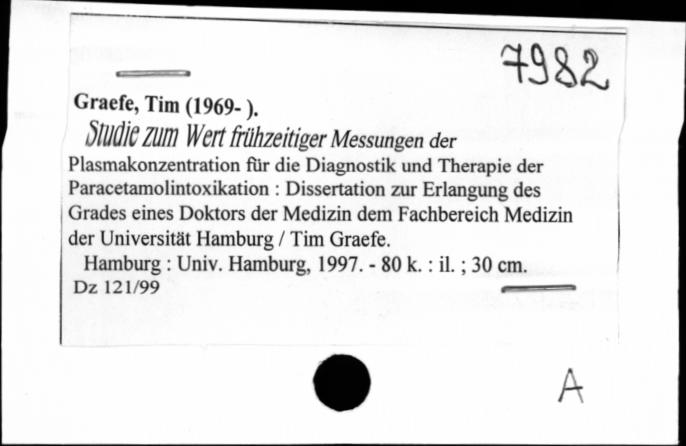 7982
Graefe, Tim (1969- ).
Studie zum Wert frühzeitiger Messungen der
Plasmakonzentration für die Diagnostik und Therapie der
Paracetamolintoxikation : Dissertation zur Erlangung des
Grades eines Doktors der Medizin dem Fachbereich Medizin
der Universität Hamburg / Tim Graefe.
Hamburg : Univ. Hamburg, 1997. - 80 k. : il. ; 30 cm.
Dz 121/99
A